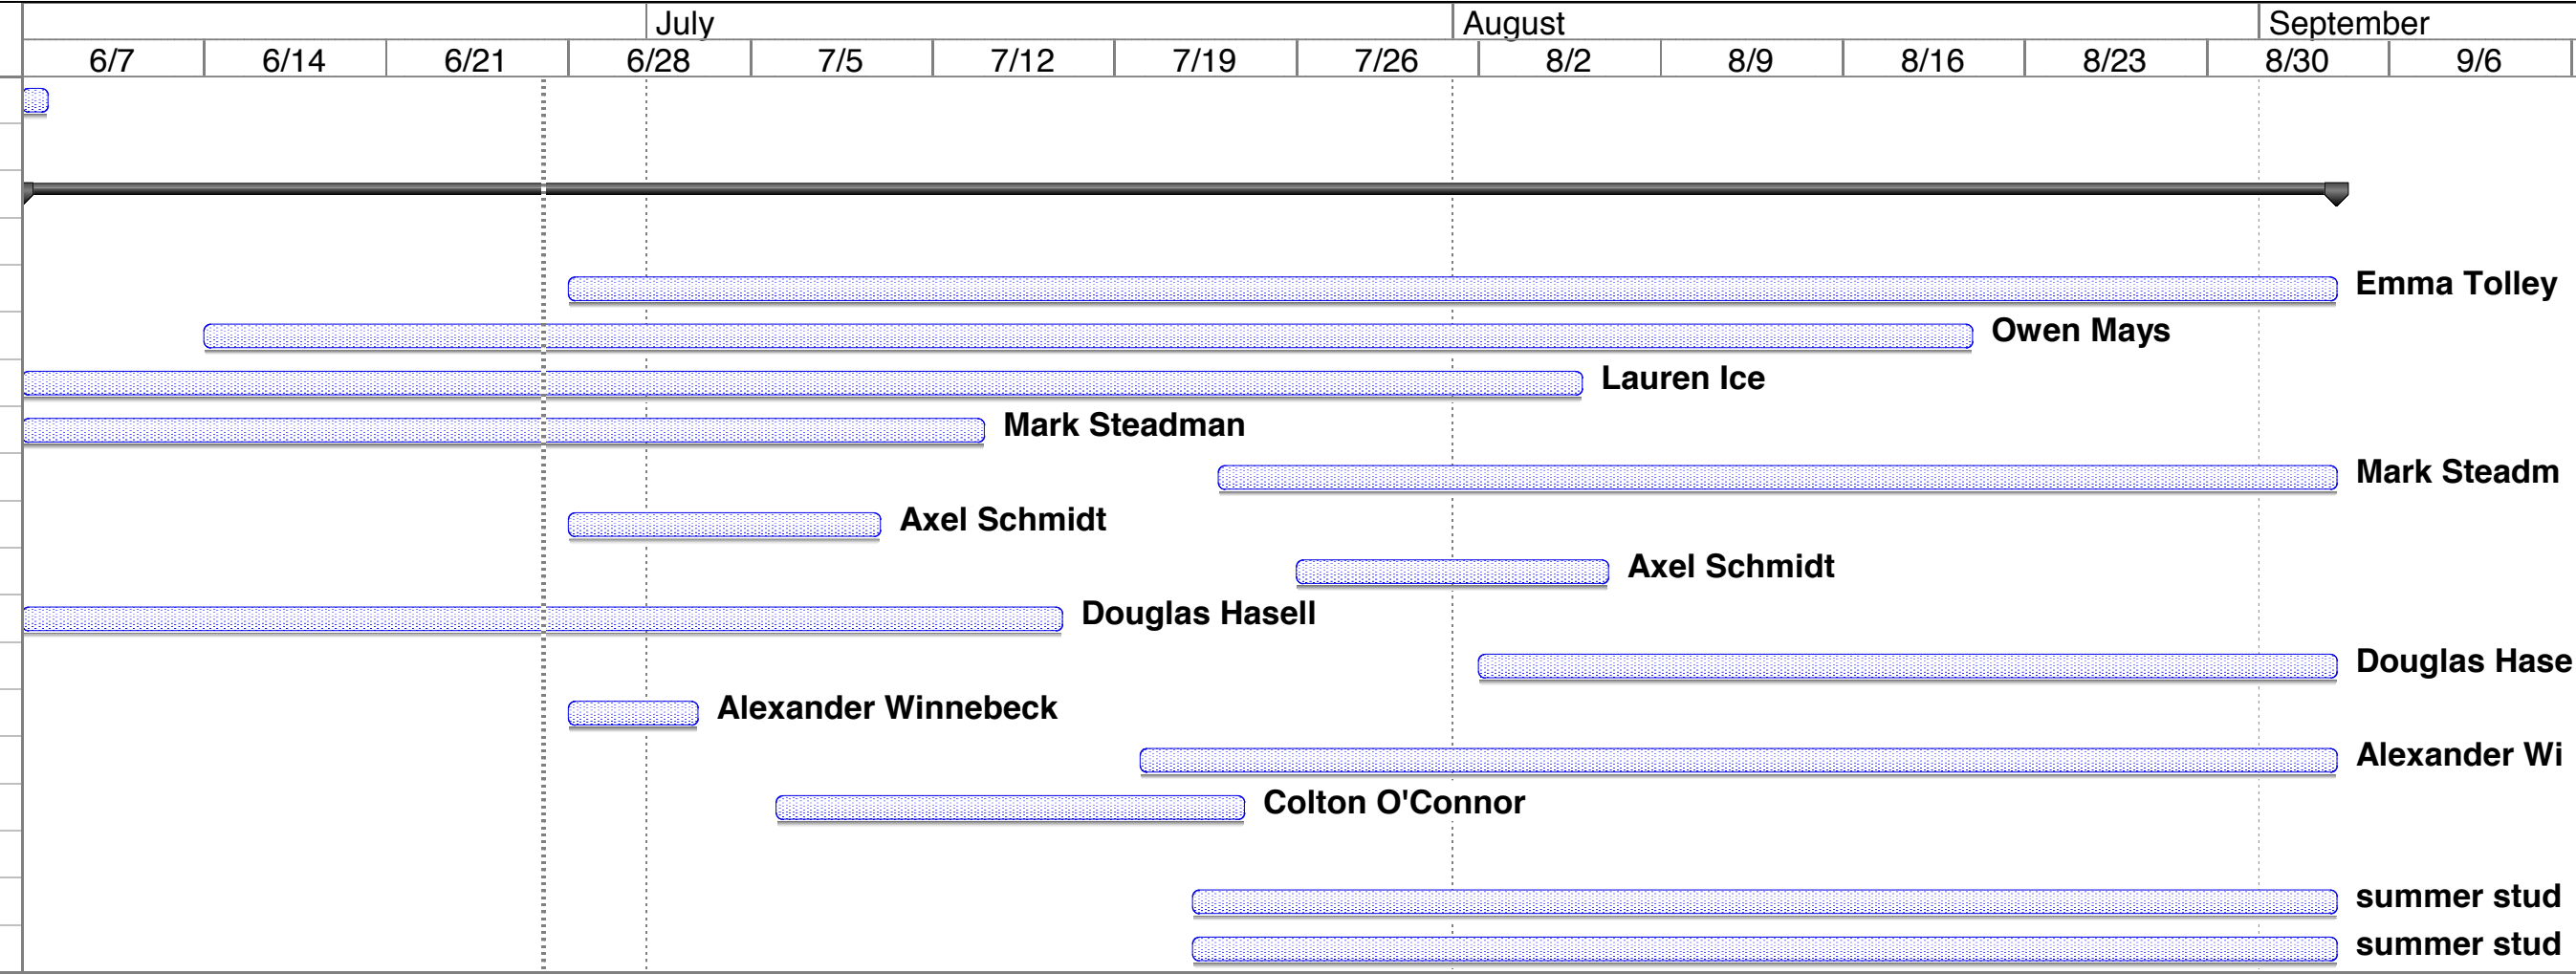 July August September
6/7 6/14 6/21 6/28 7/5 7/12 7/19 7/26 8/2 8/9 8/16 8/23 8/30 9/6
Emma Tolley
Owen Mays
Lauren Ice
Mark Steadman
Mark Steadm
Axel Schmidt
Axel Schmidt
Douglas Hasell
Douglas Hase
Alexander Winnebeck
Alexander Wi
Colton O'Connor
summer stud
summer stud